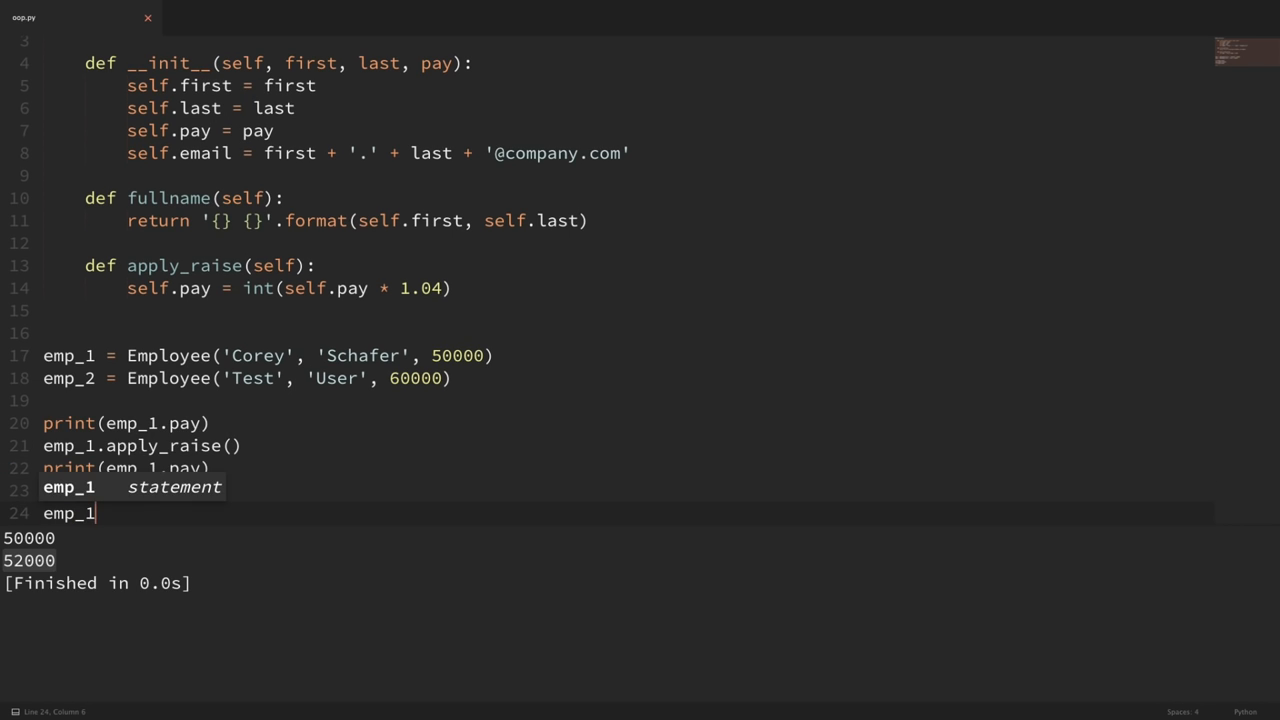 oop.py
3
4 def __init__(self, first, last, pay):
5 self.first = first
6 self.last = last
7 self.pay = pay
8 self.email = first + '.' + last + '@company.com'
9
10 def fullname(self):
11 return '{} {}'.format(self.first, self.last)
12
13 def apply_raise(self):
14 self.pay = int(self.pay * 1.04)
15
16
17 emp_1 = Employee('Corey', 'Schafer', 50000)
18 emp_2 = Employee('Test', 'User', 60000)
19
20 print(emp_1.pay)
21 emp_1.apply_raise()
22 print(emp_1.pay)
emp_1 statement
23
24 emp_1
50000
52000
[Finished in 0.0s]
Line 24, Column 6
Spaces: 4
Python